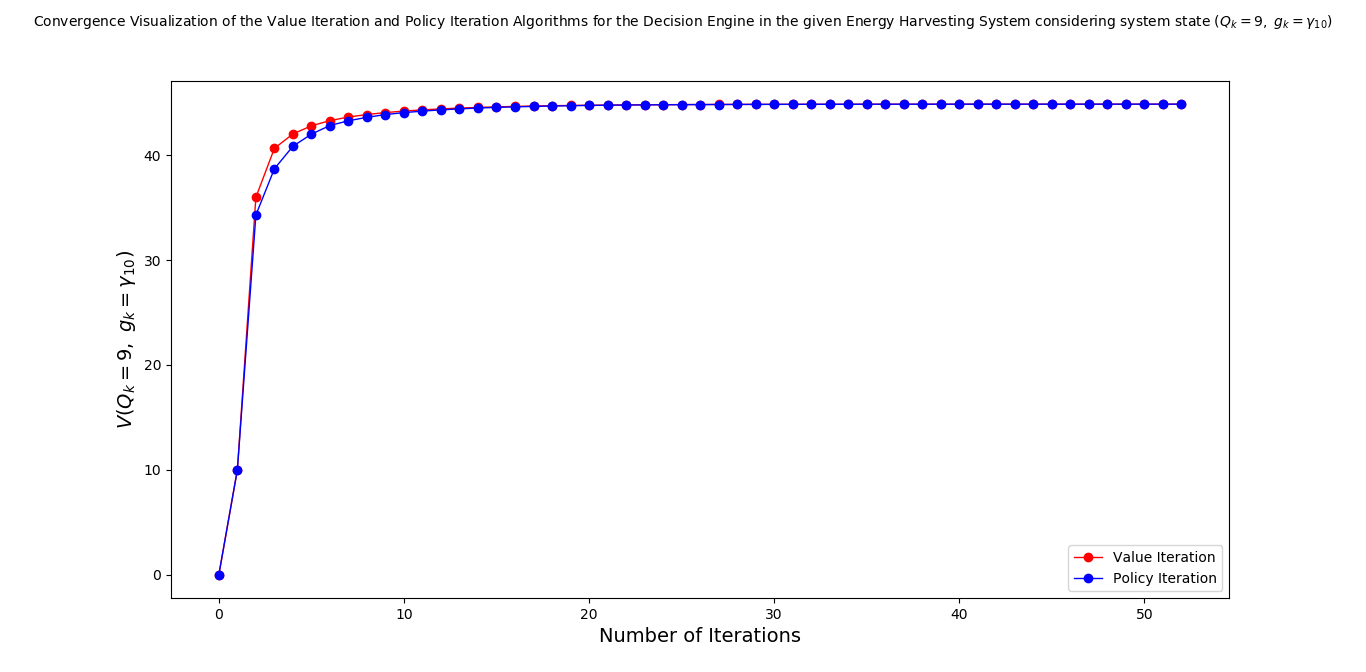 Convergence Visualization of the Value Iteration and Policy Iteration Algorithms for the Decision Engine in the given Energy Harvesting System considering system state (Q_k = 9, g_k = γ_10)
V(Q_k = 9, g_k = γ_10)
40
30
20
10
0
0 10 20 30 40 50
Number of Iterations
Value Iteration
Policy Iteration